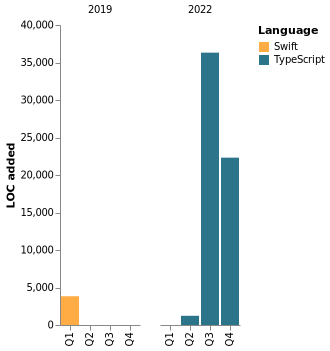 2019 2022
Language
Swift
TypeScript
LOC added
40,000
35,000
30,000
25,000
20,000
15,000
10,000
5,000
0
Q1 Q2 Q3 Q4 Q1 Q2 Q3 Q4